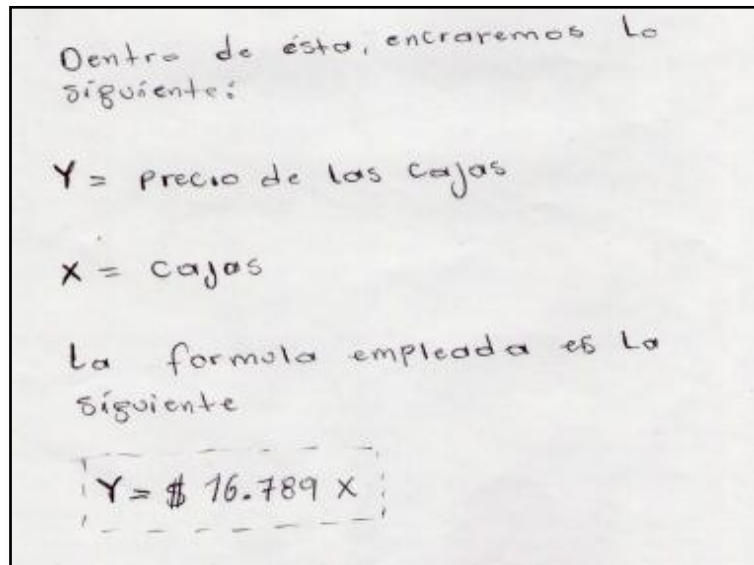 Dentro de ésta, encraremos lo
siguiente:
Y = precio de las cajas
X = cajas
La formula empleada es la
siguiente
Y = $ 16.789 X